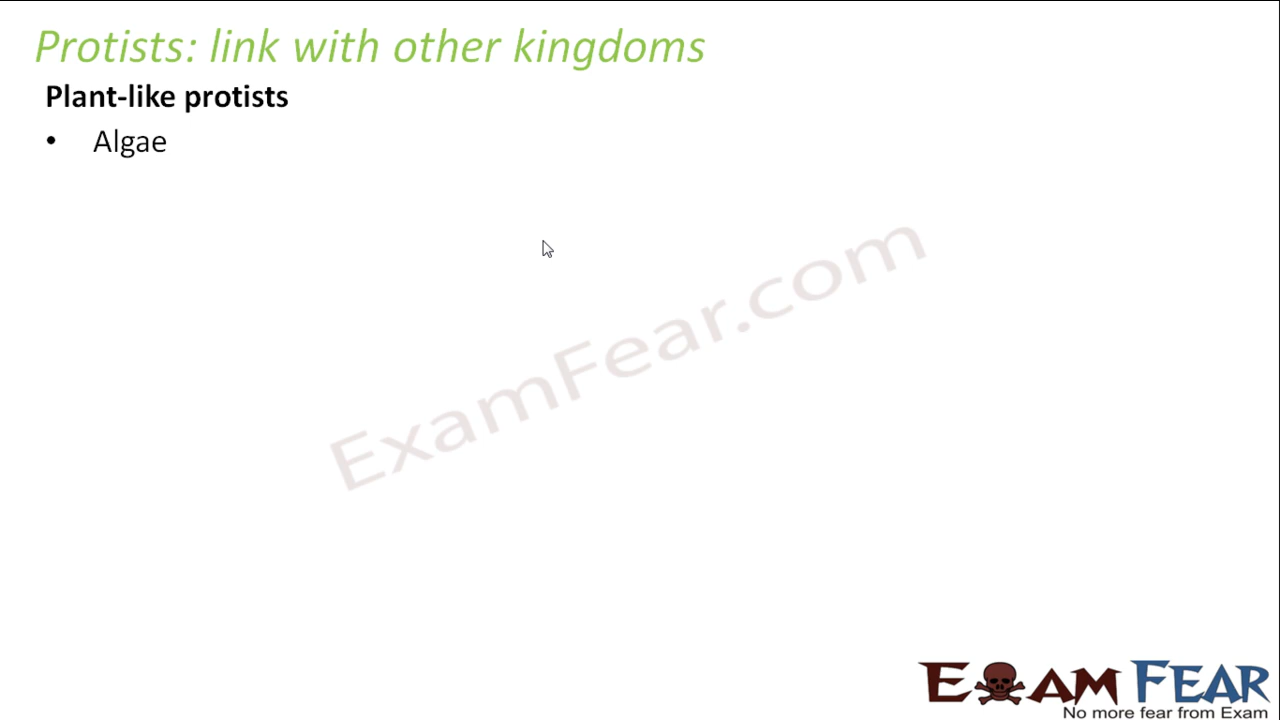 Protists: link with other kingdoms
Plant-like protists
• Algae
ExamFear.com
EXAM FEAR
No more fear from Exam